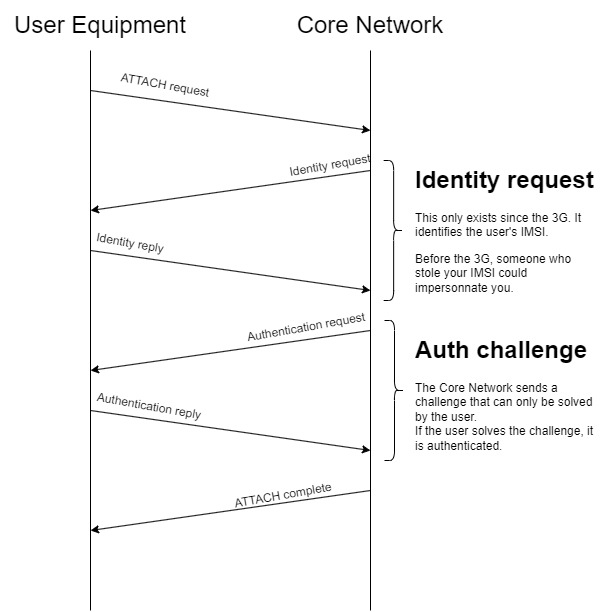 User Equipment
Core Network
ATTACH request
Identity request
Identity request
This only exists since the 3G. It
identifies the user's IMSI.
Before the 3G, someone who
stole your IMSI could
impersonnate you.
Identity reply
Authentication request
Auth challenge
The Core Network sends a
challenge that can only be solved
by the user.
If the user solves the challenge, it
is authenticated.
Authentication reply
ATTACH complete